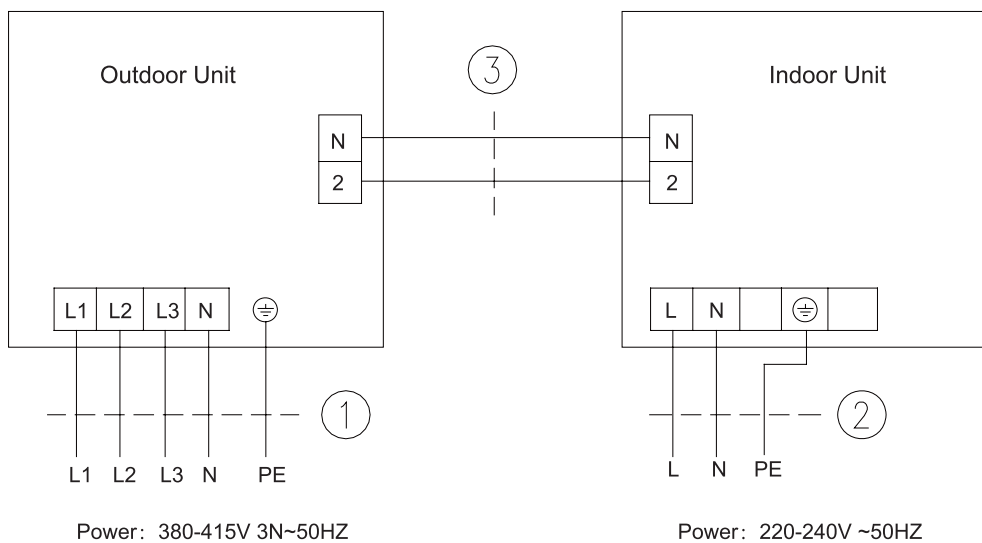 Outdoor Unit
3
Indoor Unit
N
N
2
2
L1 L2 L3 N
L N
1
2
L1 L2 L3 N PE
L N PE
Power: 380-415V 3N~50HZ
Power: 220-240V ~50HZ